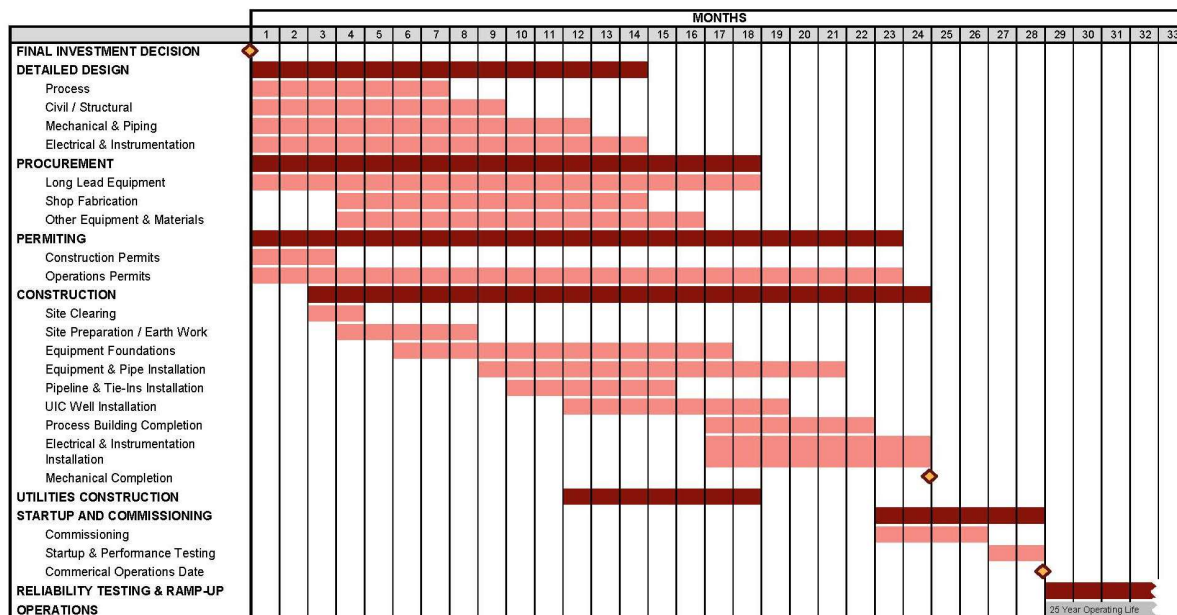 MONTHS
1 2 3 4 5 6 7 8 9 10 11 12 13 14 15 16 17 18 19 20 21 22 23 24 25 26 27 28 29 30 31 32 33
FINAL INVESTMENT DECISION
DETAILED DESIGN
Process
Civil / Structural
Mechanical & Piping
Electrical & Instrumentation
PROCUREMENT
Long Lead Equipment
Shop Fabrication
Other Equipment & Materials
PERMITING
Construction Permits
Operations Permits
CONSTRUCTION
Site Clearing
Site Preparation / Earth Work
Equipment Foundations
Equipment & Pipe Installation
Pipeline & Tie-Ins Installation
UIC Well Installation
Process Building Completion
Electrical & Instrumentation
Installation
Mechanical Completion
UTILITIES CONSTRUCTION
STARTUP AND COMMISSIONING
Commissioning
Startup & Performance Testing
Commerical Operations Date
RELIABILITY TESTING & RAMP-UP
OPERATIONS
25 Year Operating Life